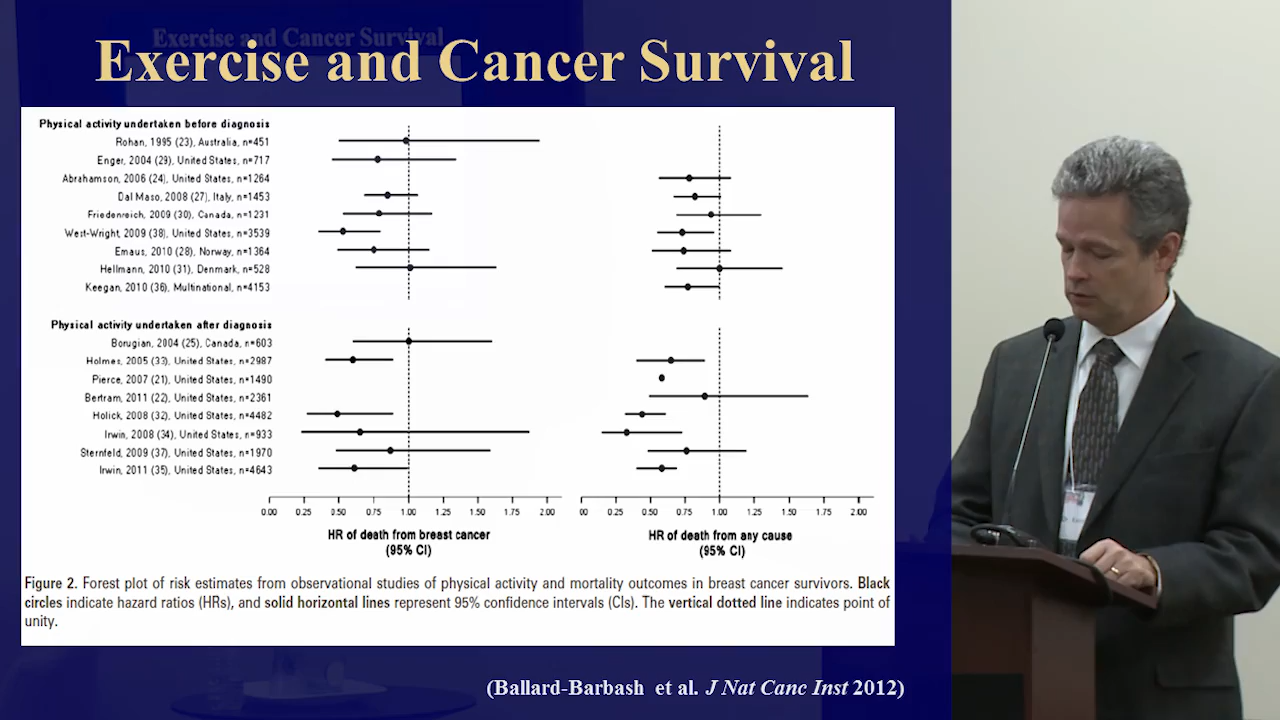 Exercise and Cancer Survival
Exercise and Cancer Survival
Physical activity undertaken before diagnosis
Rohan, 1995 (23), Australia, n=451
Enger, 2004 (29), United States, n=717
Abrahamson, 2006 (24), United States, n=1264
Dal Maso, 2008 (27), Italy, n=1453
Friedenreich, 2009 (30), Canada, n=1231
West-Wright, 2009 (38), United States, n=3539
Emaus, 2010 (28), Norway, n=1364
Hellmann, 2010 (31), Denmark, n=528
Keegan, 2010 (36), Multinational, n=4153
Physical activity undertaken after diagnosis
Borugian, 2004 (25), Canada, n=603
Holmes, 2005 (33), United States, n=2987
Pierce, 2007 (21), United States, n=1490
Bertram, 2011 (22), United States, n=2361
Holick, 2008 (32), United States, n=4482
Irwin, 2008 (34), United States, n=933
Sternfeld, 2009 (37), United States, n=1970
Irwin, 2011 (35), United States, n=4643
0.00 0.25 0.50 0.75 1.00 1.25 1.50 1.75 2.00
00 0.25 0.50 0.75 1.00 1.25 1.50 1.75 2.00
HR of death from breast cancer
(95% CI)
HR of death from any cause
(95% CI)
Figure 2. Forest plot of risk estimates from observational studies of physical activity and mortality outcomes in breast cancer survivors. Black
circles indicate hazard ratios (HRs), and solid horizontal lines represent 95% confidence intervals (CIs). The vertical dotted line indicates point of
unity.
(Ballard-Barbash et al. J Nat Canc Inst 2012)